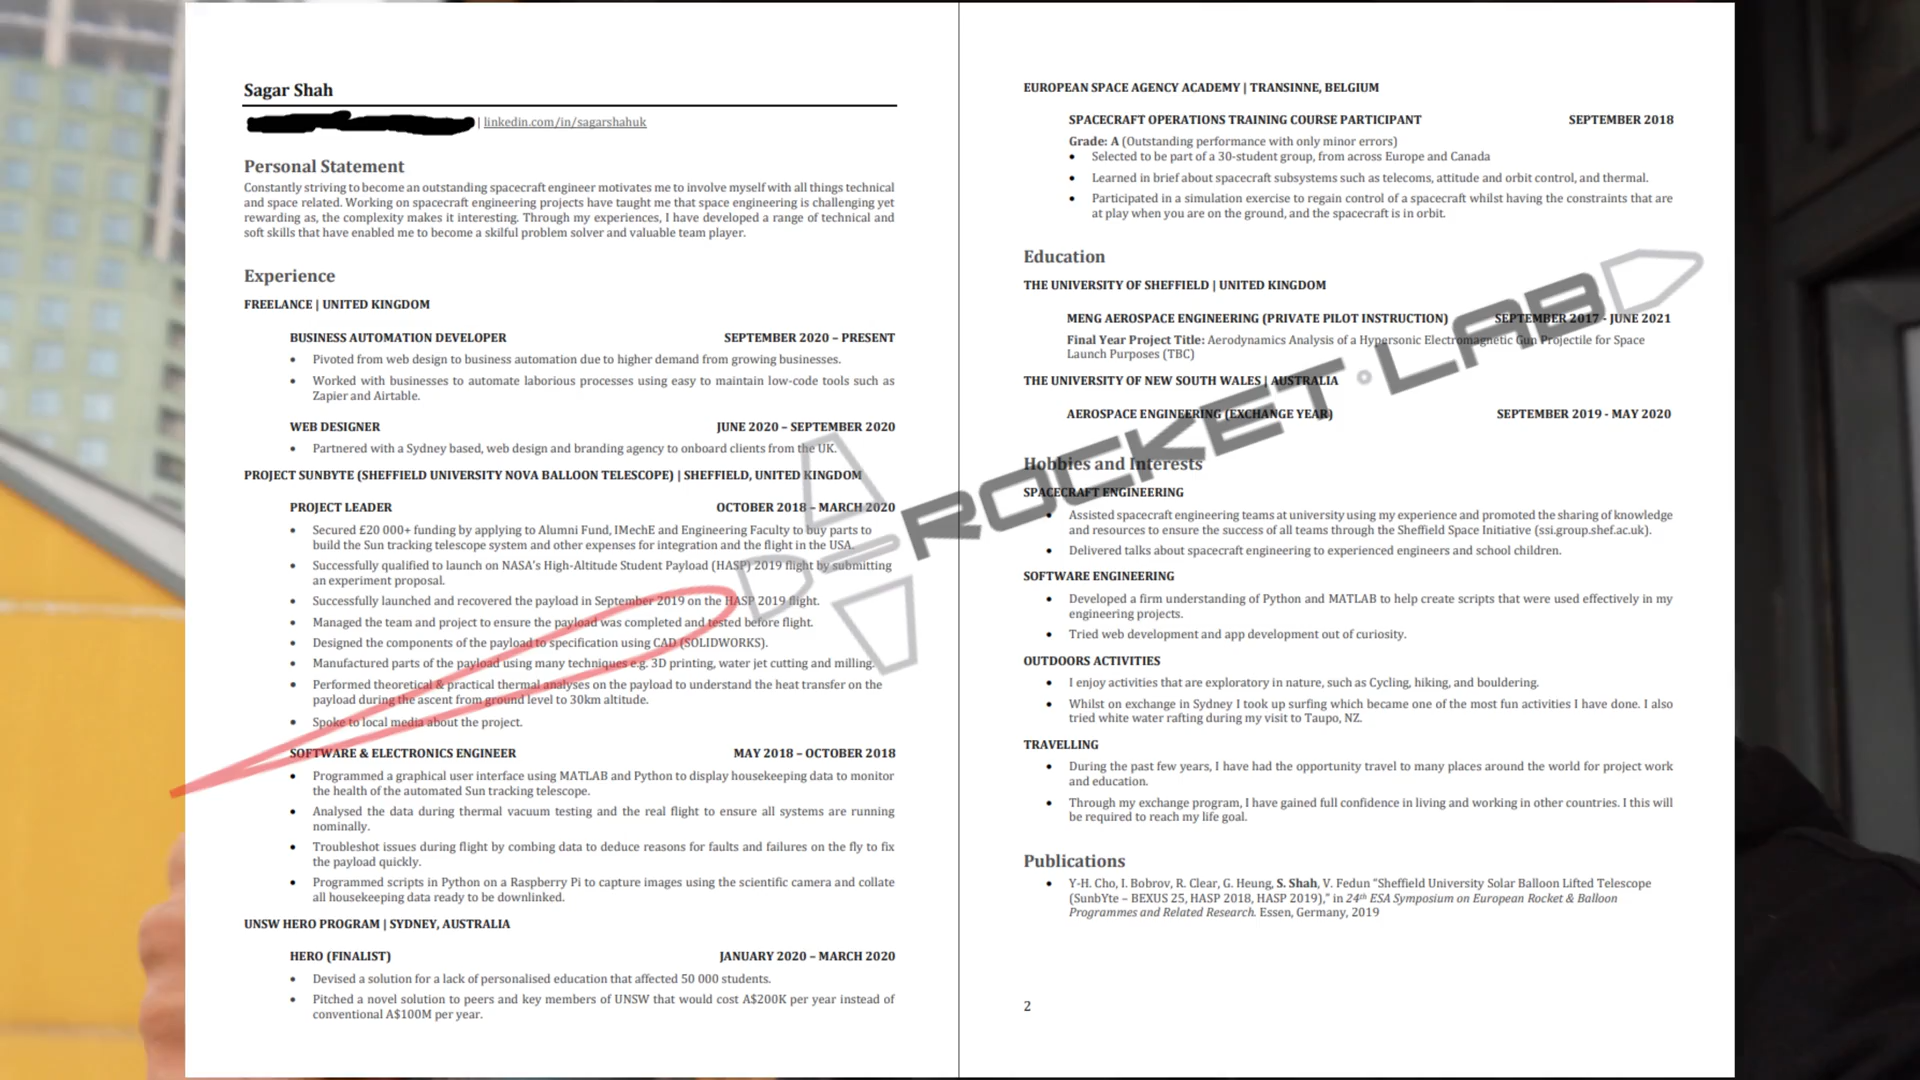 Sagar Shah
| linkedin.com/in/sagarshahuk
Personal Statement
Constantly striving to become an outstanding spacecraft engineer motivates me to involve myself with all things technical
and space related. Working on spacecraft engineering projects have taught me that space engineering is challenging yet
rewarding as, the complexity makes it interesting. Through my experiences, I have developed a range of technical and
soft skills that have enabled me to become a skilful problem solver and valuable team player.
Experience
FREELANCE | UNITED KINGDOM
BUSINESS AUTOMATION DEVELOPER SEPTEMBER 2020 – PRESENT
• Pivoted from web design to business automation due to higher demand from growing businesses.
• Worked with businesses to automate laborious processes using easy to maintain low-code tools such as
Zapier and Airtable.
WEB DESIGNER JUNE 2020 – SEPTEMBER 2020
• Partnered with a Sydney based, web design and branding agency to onboard clients from the UK.
PROJECT SUNBYTE (SHEFFIELD UNIVERSITY NOVA BALLOON TELESCOPE) | SHEFFIELD, UNITED KINGDOM
PROJECT LEADER OCTOBER 2018 – MARCH 2020
• Secured £20 000+ funding by applying to Alumni Fund, IMechE and Engineering Faculty to buy parts to
build the Sun tracking telescope system and other expenses for integration and the flight in the USA.
• Successfully qualified to launch on NASA's High-Altitude Student Payload (HASP) 2019 flight by submitting
an experiment proposal.
• Successfully launched and recovered the payload in September 2019 on the HASP 2019 flight.
• Managed the team and project to ensure the payload was completed and tested before flight.
• Designed the components of the payload to specification using CAD (SOLIDWORKS).
• Manufactured parts of the payload using many techniques e.g. 3D printing, water jet cutting and milling.
• Performed theoretical & practical thermal analyses on the payload to understand the heat transfer on the
payload during the ascent from ground level to 30km altitude.
• Spoke to local media about the project.
SOFTWARE & ELECTRONICS ENGINEER MAY 2018 – OCTOBER 2018
• Programmed a graphical user interface using MATLAB and Python to display housekeeping data to monitor
the health of the automated Sun tracking telescope.
• Analysed the data during thermal vacuum testing and the real flight to ensure all systems are running
nominally.
• Troubleshot issues during flight by combing data to deduce reasons for faults and failures on the fly to fix
the payload quickly.
• Programmed scripts in Python on a Raspberry Pi to capture images using the scientific camera and collate
all housekeeping data ready to be downlinked.
UNSW HERO PROGRAM | SYDNEY, AUSTRALIA
HERO (FINALIST) JANUARY 2020 – MARCH 2020
• Devised a solution for a lack of personalised education that affected 50 000 students.
• Pitched a novel solution to peers and key members of UNSW that would cost A$200K per year instead of
conventional A$100M per year.
EUROPEAN SPACE AGENCY ACADEMY | TRANSINNE, BELGIUM
SPACECRAFT OPERATIONS TRAINING COURSE PARTICIPANT SEPTEMBER 2018
Grade: A (Outstanding performance with only minor errors)
• Selected to be part of a 30-student group, from across Europe and Canada
• Learned in brief about spacecraft subsystems such as telecoms, attitude and orbit control, and thermal.
• Participated in a simulation exercise to regain control of a spacecraft whilst having the constraints that are
at play when you are on the ground, and the spacecraft is in orbit.
Education
THE UNIVERSITY OF SHEFFIELD | UNITED KINGDOM
MENG AEROSPACE ENGINEERING (PRIVATE PILOT INSTRUCTION) SEPTEMBER 2017 - JUNE 2021
Final Year Project Title: Aerodynamics Analysis of a Hypersonic Electromagnetic Gun Projectile for Space
Launch Purposes (TBC)
THE UNIVERSITY OF NEW SOUTH WALES | AUSTRALIA
AEROSPACE ENGINEERING (EXCHANGE YEAR) SEPTEMBER 2019 - MAY 2020
ROCKET LAB
Hobbies and Interests
SPACECRAFT ENGINEERING
• Assisted spacecraft engineering teams at university using my experience and promoted the sharing of knowledge
and resources to ensure the success of all teams through the Sheffield Space Initiative (ssi.group.shef.ac.uk).
• Delivered talks about spacecraft engineering to experienced engineers and school children.
SOFTWARE ENGINEERING
• Developed a firm understanding of Python and MATLAB to help create scripts that were used effectively in my
engineering projects.
• Tried web development and app development out of curiosity.
OUTDOORS ACTIVITIES
• I enjoy activities that are exploratory in nature, such as Cycling, hiking, and bouldering.
• Whilst on exchange in Sydney I took up surfing which became one of the most fun activities I have done. I also
tried white water rafting during my visit to Taupo, NZ.
TRAVELLING
• During the past few years, I have had the opportunity travel to many places around the world for project work
and education.
• Through my exchange program, I have gained full confidence in living and working in other countries. I this will
be required to reach my life goal.
Publications
• Y-H. Cho, I. Bobrov, R. Clear, G. Heung, S. Shah, V. Fedun "Sheffield University Solar Balloon Lifted Telescope
(SunbYte – BEXUS 25, HASP 2018, HASP 2019)," in 24th ESA Symposium on European Rocket & Balloon
Programmes and Related Research. Essen, Germany, 2019
2